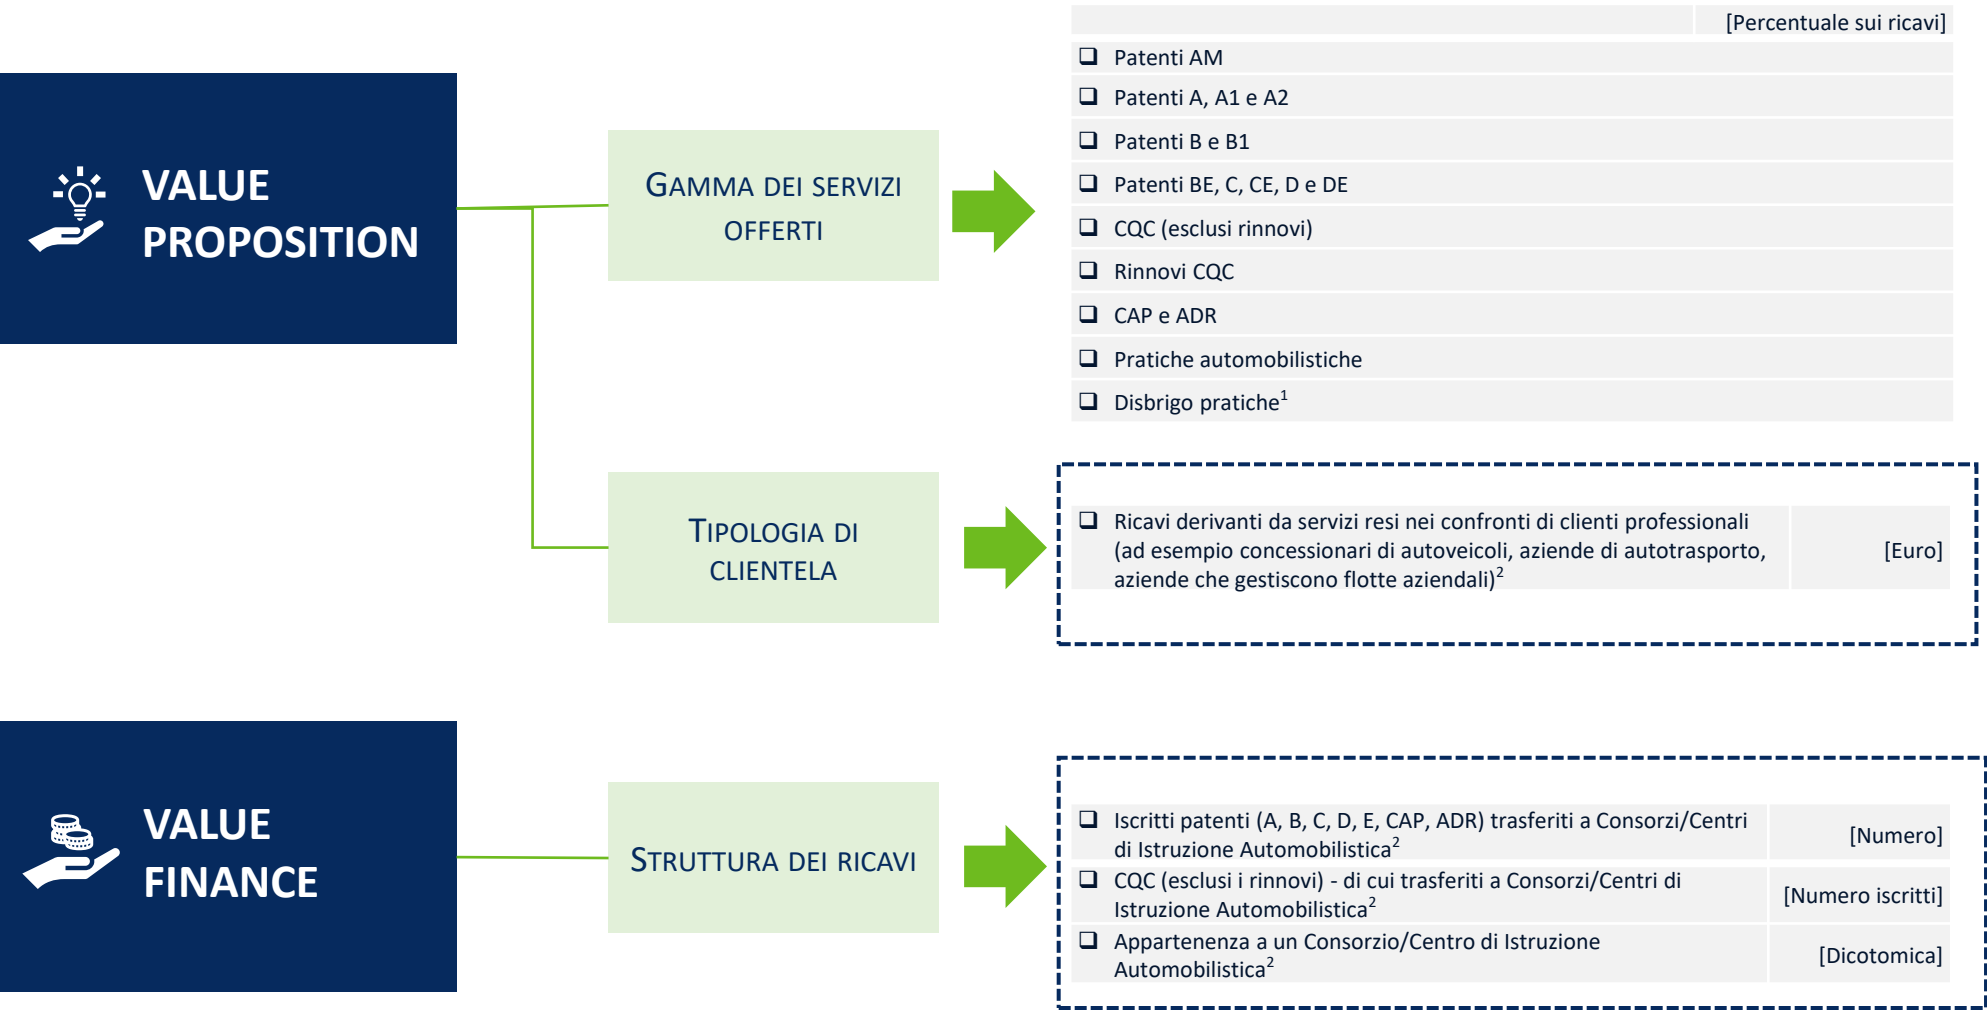 VALUE
PROPOSITION
GAMMA DEI SERVIZI
OFFERTI
[Percentuale sui ricavi]
Patenti AM
Patenti A, A1 e A2
Patenti B e B1
Patenti BE, C, CE, D e DE
CQC (esclusi rinnovi)
Rinnovi CQC
CAP e ADR
Pratiche automobilistiche
Disbrigo pratiche1
TIPOLOGIA DI
CLIENTELA
Ricavi derivanti da servizi resi nei confronti di clienti professionali
(ad esempio concessionari di autoveicoli, aziende di autotrasporto,
aziende che gestiscono flotte aziendali)2
[Euro]
VALUE
FINANCE
STRUTTURA DEI RICAVI
Iscritti patenti (A, B, C, D, E, CAP, ADR) trasferiti a Consorzi/Centri
di Istruzione Automobilistica2
[Numero]
CQC (esclusi i rinnovi) - di cui trasferiti a Consorzi/Centri di
Istruzione Automobilistica2
[Numero iscritti]
Appartenenza a un Consorzio/Centro di Istruzione
Automobilistica2
[Dicotomica]